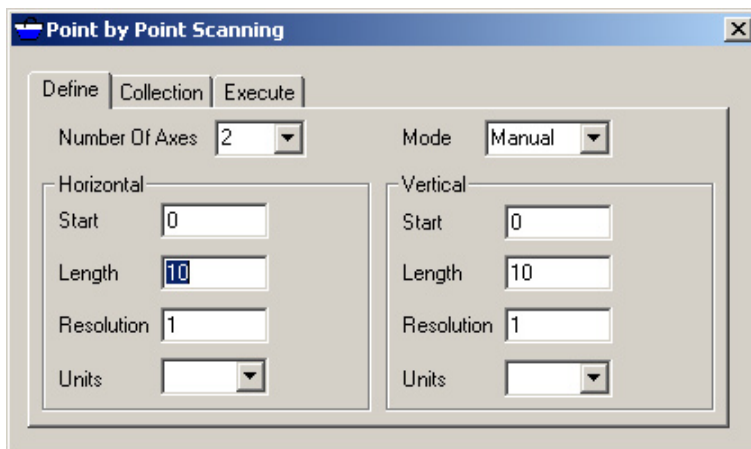 Point by Point Scanning
Define Collection Execute
Number Of Axes 2 Mode Manual
Horizontal Vertical
Start 0 Start 0
Length 10 Length 10
Resolution 1 Resolution 1
Units Units